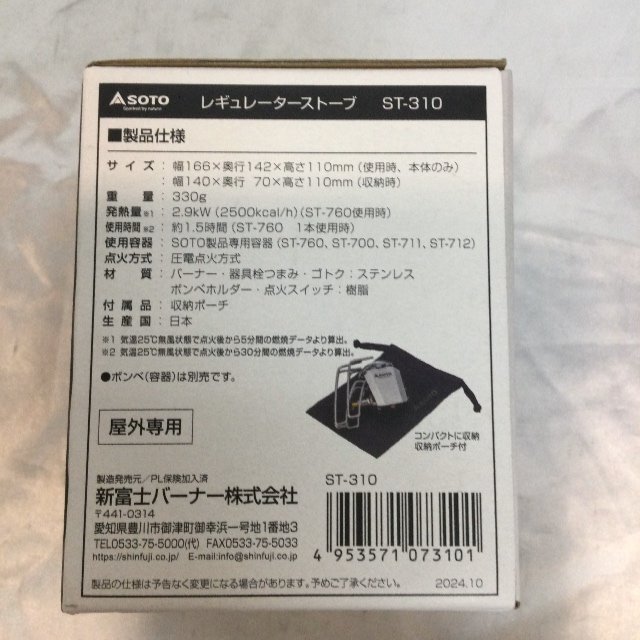 SOTO レギュレーターストーブ ST-310
■製品仕様
サイズ：幅166×奥行142×高さ110mm（使用時、本体のみ）
：幅140×奥行 70×高さ110mm（収納時）
重量：330g
発熱量※1：2.9kW（2500kcal/h）（ST-760使用時）
使用時間※2：約1.5時間（ST-760 1本使用時）
使用容器：SOTO製品専用容器（ST-760、ST-700、ST-711、ST-712）
点火方式：圧電点火方式
材質：バーナー・器具栓つまみ・ゴトク：ステンレス
ボンベホルダー・点火スイッチ：樹脂
付属品：収納ポーチ
生産国：日本
※1 気温25℃無風状態で点火後から5分間の燃焼データより算出。
※2 気温25℃無風状態で点火後から30分間の燃焼データより算出。
●ボンベ（容器）は別売です。
屋外専用
コンパクトに収納
収納ポーチ付
製造発売元／PL保険加入済
新富士バーナー株式会社
〒441-0314
愛知県豊川市御津町御幸浜一号地1番地3
TEL0533-75-5000(代) FAX0533-75-5033
https://shinfuji.co.jp/ E-mail:info@shinfuji.co.jp
ST-310
4 953571 073101
製品の仕様は予告なく変更になる場合があります。予めご了承ください。 2024.10